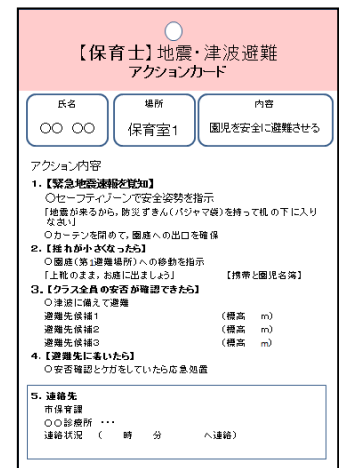 【保育士】地震・津波避難
アクションカード
氏名
○○ ○○
場所
保育室1
内容
園児を安全に避難させる
アクション内容
1.【緊急地震速報を覚知】
○セーフティゾーンで安全姿勢を指示
「地震が来るから,防災ずきん(パジャマ袋)を持って机の下に入り
なさい」
○カーテンを閉めて,園庭への出口を確保
2.【揺れが小さくなったら】
○園庭(第1避難場所)への移動を指示
「上靴のまま,お庭に出ましょう」 【携帯と園児名簿】
3.【クラス全員の安否が確認できたら】
○津波に備えて避難
避難先候補1 (標高 m)
避難先候補2 (標高 m)
避難先候補3 (標高 m)
4.【避難先に着いたら】
○安否確認とケガをしていたら応急処置
5.連絡先
市保育課
○○診療所 ・・・
連絡状況 ( 時 分 へ連絡)